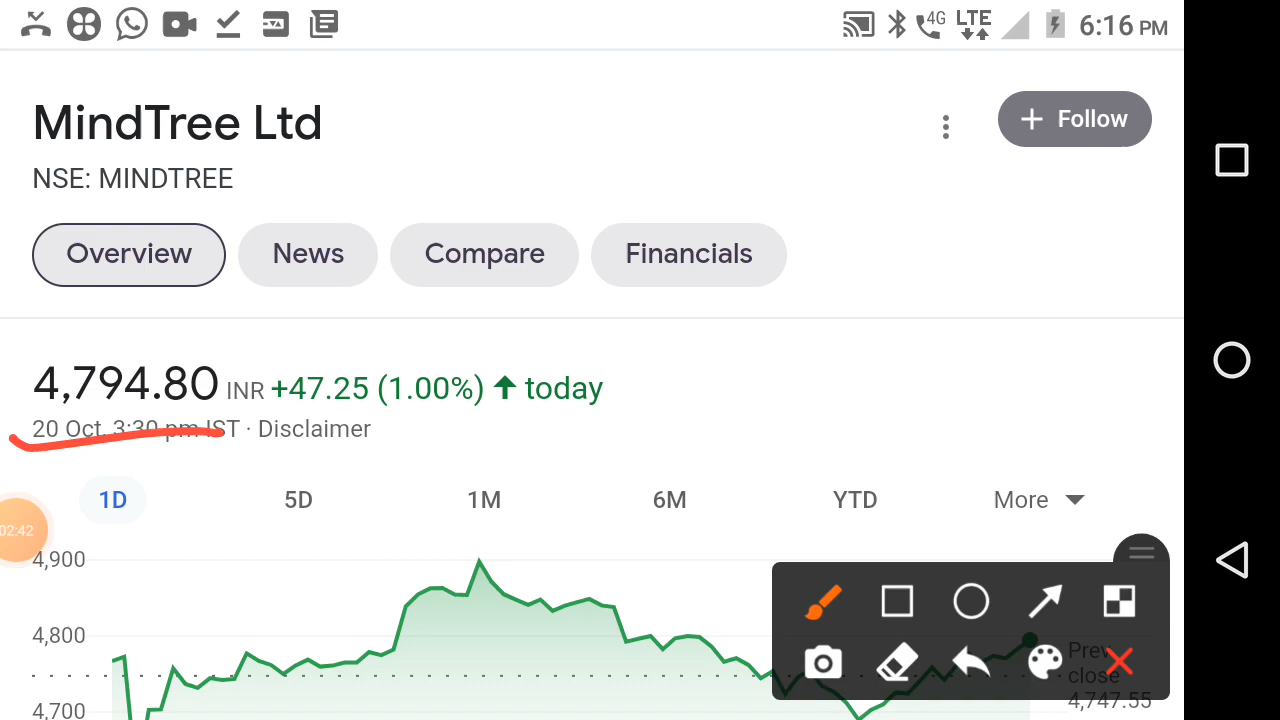 4G LTE 6:16 PM
MindTree Ltd
+ Follow
NSE: MINDTREE
Overview News Compare Financials
4,794.80 INR +47.25 (1.00%) ↑ today
20 Oct, 3:30 pm IST · Disclaimer
1D 5D 1M 6M YTD More
02:42
4,900
4,800
Prev
close
4,747.55
4,700